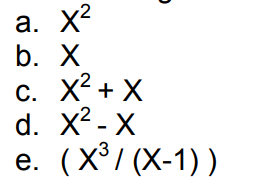 a. X²
b. X
c. X² + X
d. X² - X
e. ( X³ / (X-1) )